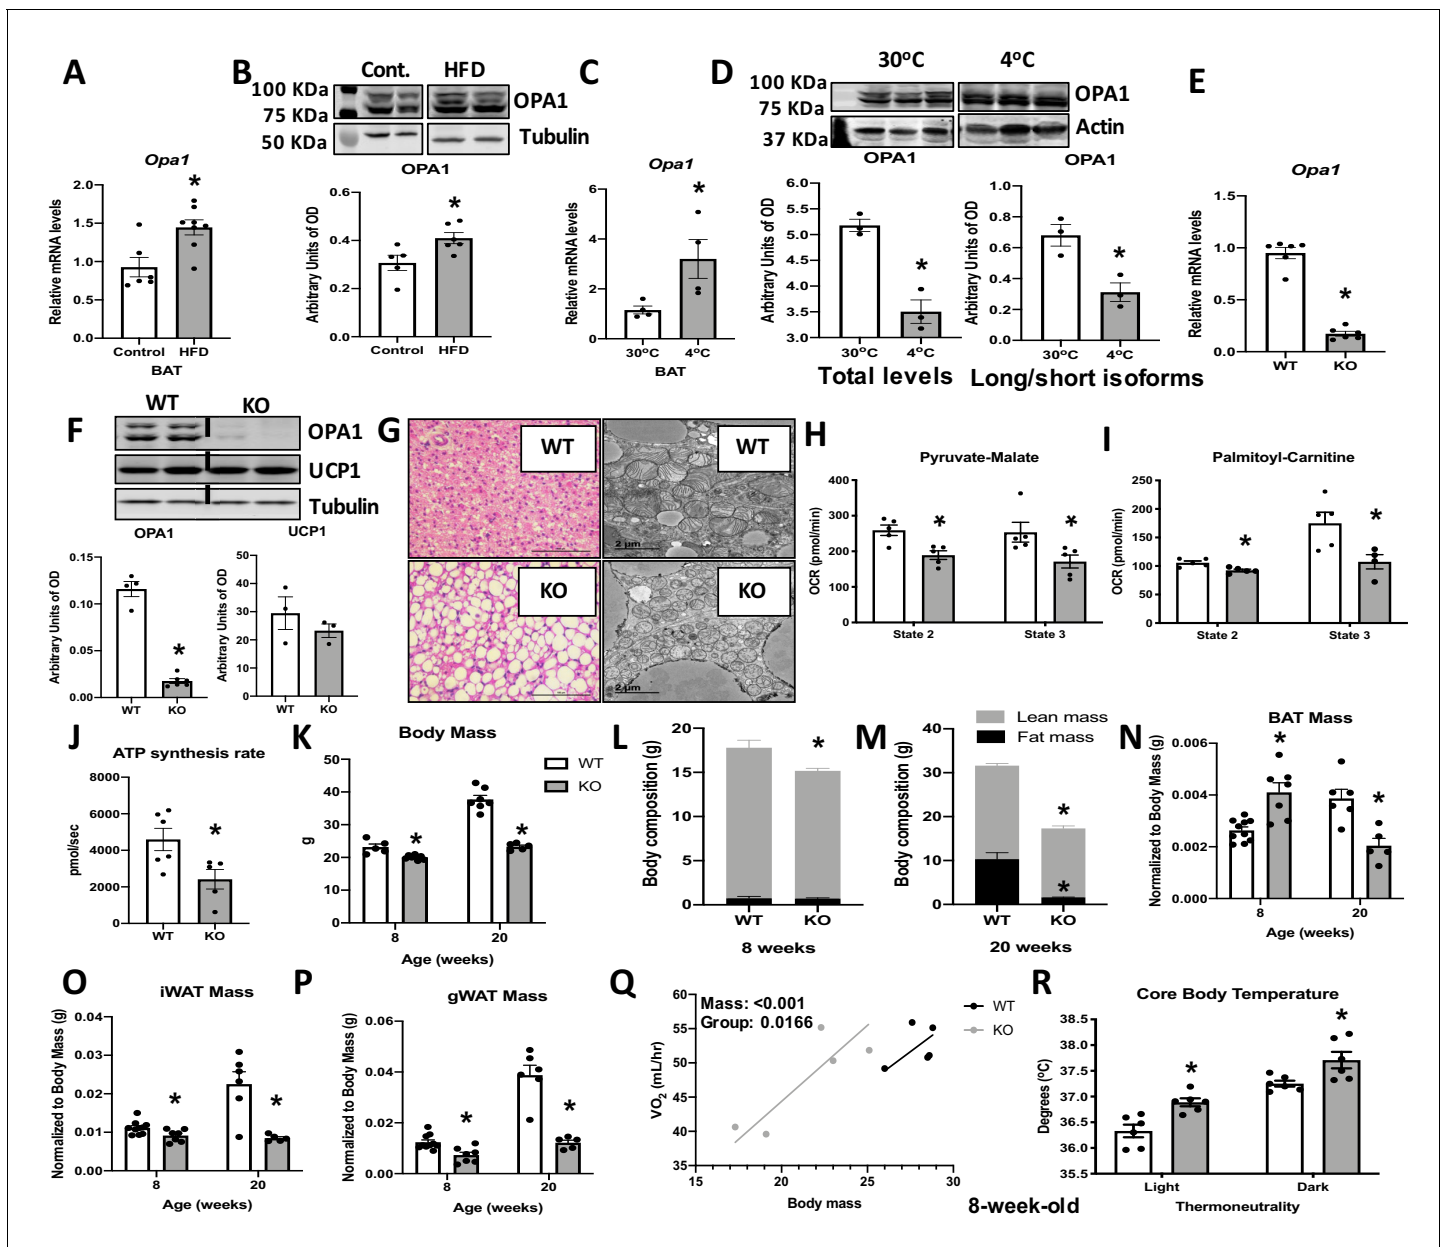 A
Opa1
Relative mRNA levels
2.0
1.5
1.0
0.5
0.0
*
Control HFD
BAT
B
Cont. HFD
100 KDa
75 KDa
50 KDa
OPA1
Tubulin
OPA1
Arbitrary Units of OD
0.6
0.4
0.2
0.0
*
Control HFD
C
Opa1
Relative mRNA levels
6
4
2
0
*
30ºC 4ºC
BAT
D
30ºC 4ºC
100 KDa
75 KDa
37 KDa
OPA1
Actin
OPA1
Arbitrary Units of OD
6.0
5.5
5.0
4.5
4.0
3.5
3.0
*
30ºC 4ºC
Total levels
OPA1
Arbitrary Units of OD
1.0
0.8
0.6
0.4
0.2
0.0
*
30ºC 4ºC
Long/short isoforms
E
Opa1
Relative mRNA levels
1.5
1.0
0.5
0.0
*
WT KO
F
WT KO
OPA1
UCP1
Tubulin
OPA1
Arbitrary Units of OD
0.15
0.10
0.05
0.00
*
WT KO
UCP1
Arbitrary Units of OD
50
40
30
20
10
0
WT KO
G
WT
WT
2 µm
KO
KO
2 µm
H
Pyruvate-Malate
OCR (pmol/min)
400
300
200
100
0
* *
State 2 State 3
I
Palmitoyl-Carnitine
OCR (pmol/min)
250
200
150
100
50
0
* *
State 2 State 3
J
ATP synthesis rate
pmol/sec
8000
6000
4000
2000
0
*
WT KO
K
Body Mass
g
50
40
30
20
10
0
* *
8 20
Age (weeks)
WT
KO
L
Body composition (g)
20
15
10
5
0
*
WT KO
8 weeks
M
Lean mass
Fat mass
Body composition (g)
40
30
20
10
0
*
*
WT KO
20 weeks
N
BAT Mass
Normalized to Body Mass (g)
0.006
0.004
0.002
0.000
* *
8 20
Age (weeks)
O
iWAT Mass
Normalized to Body Mass (g)
0.04
0.03
0.02
0.01
0.00
* *
8 20
Age (weeks)
P
gWAT Mass
Normalized to Body Mass (g)
0.06
0.04
0.02
0.00
* *
8 20
Age (weeks)
Q
Mass: <0.001
Group: 0.0166
VO2 (mL/hr)
60
55
50
45
40
35
15 20 25 30
Body mass
WT
KO
8-week-old
R
Core Body Temperature
Degrees (ºC)
38.5
38.0
37.5
37.0
36.5
36.0
35.5
* *
Light Dark
Thermoneutrality